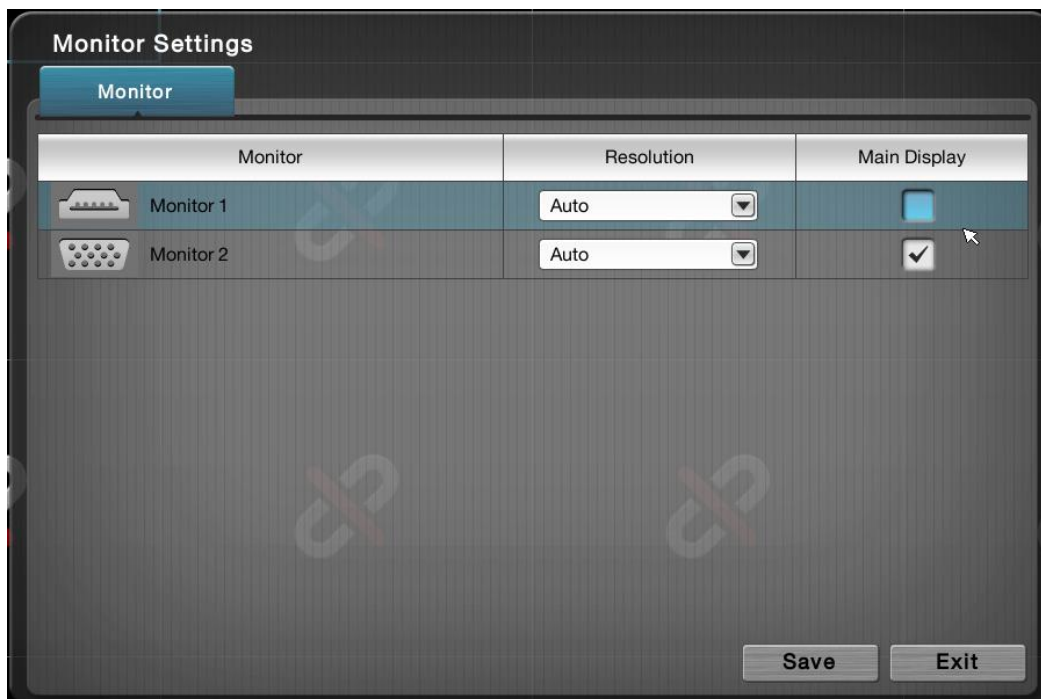 Monitor Settings
Monitor
Monitor Resolution Main Display
Monitor 1 Auto
Monitor 2 Auto
Save Exit